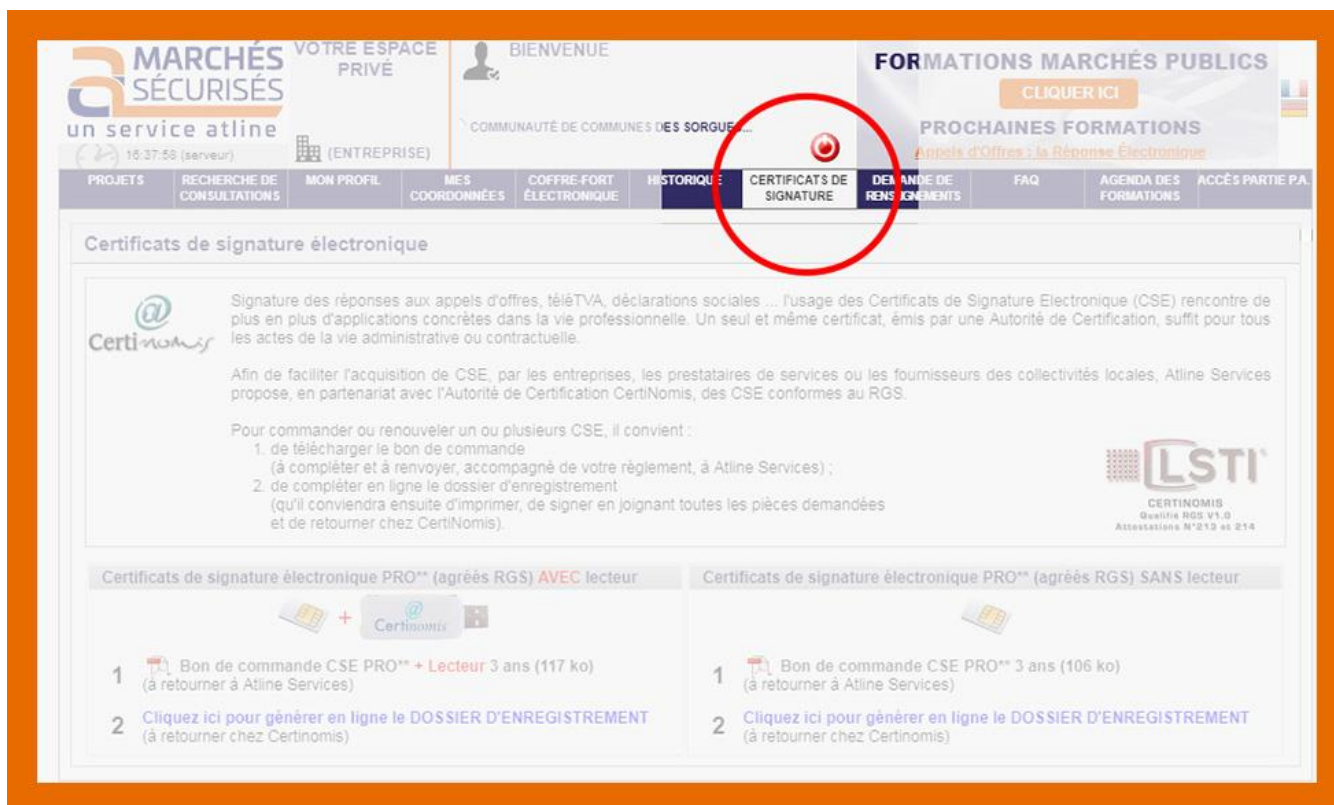 MARCHÉS
SÉCURISÉS
un service atline
16:37:58 (serveur)
VOTRE ESPACE
PRIVÉ
(ENTREPRISE)
BIENVENUE
COMMUNAUTÉ DE COMMUNES DES SORGUES...
FORMATIONS MARCHÉS PUBLICS
CLIQUER ICI
PROCHAINES FORMATIONS
Appels d'Offres : la Réponse Électronique
PROJETS
RECHERCHE DE
CONSULTATIONS
MON PROFIL
MES
COORDONNÉES
COFFRE-FORT
ÉLECTRONIQUE
HISTORIQUE
CERTIFICATS DE
SIGNATURE
DEMANDE DE
RENSEIGNEMENTS
FAQ
AGENDA DES
FORMATIONS
ACCÈS PARTIE P.A.
Certificats de signature électronique
@
Certinomis
Signature des réponses aux appels d'offres, téléTVA, déclarations sociales ... l'usage des Certificats de Signature Electronique (CSE) rencontre de
plus en plus d'applications concrètes dans la vie professionnelle. Un seul et même certificat, émis par une Autorité de Certification, suffit pour tous
les actes de la vie administrative ou contractuelle.
Afin de faciliter l'acquisition de CSE, par les entreprises, les prestataires de services ou les fournisseurs des collectivités locales, Atline Services
propose, en partenariat avec l'Autorité de Certification CertiNomis, des CSE conformes au RGS.
Pour commander ou renouveler un ou plusieurs CSE, il convient :
1. de télécharger le bon de commande
(à compléter et à renvoyer, accompagné de votre règlement, à Atline Services) ;
2. de compléter en ligne le dossier d'enregistrement
(qu'il conviendra ensuite d'imprimer, de signer en joignant toutes les pièces demandées
et de retourner chez CertiNomis).
LSTI
CERTINOMIS
Qualifié RGS V1.0
Attestations N°213 et 214
Certificats de signature électronique PRO** (agréés RGS) AVEC lecteur
+
@
Certinomis
1 Bon de commande CSE PRO** + Lecteur 3 ans (117 ko)
(à retourner à Atline Services)
2 Cliquez ici pour générer en ligne le DOSSIER D'ENREGISTREMENT
(à retourner chez Certinomis)
Certificats de signature électronique PRO** (agréés RGS) SANS lecteur
1 Bon de commande CSE PRO** 3 ans (106 ko)
(à retourner à Atline Services)
2 Cliquez ici pour générer en ligne le DOSSIER D'ENREGISTREMENT
(à retourner chez Certinomis)